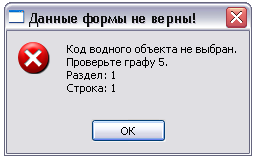 Данные формы не верны!
Код водного объекта не выбран.
Проверьте графу 5.
Раздел: 1
Строка: 1
OK